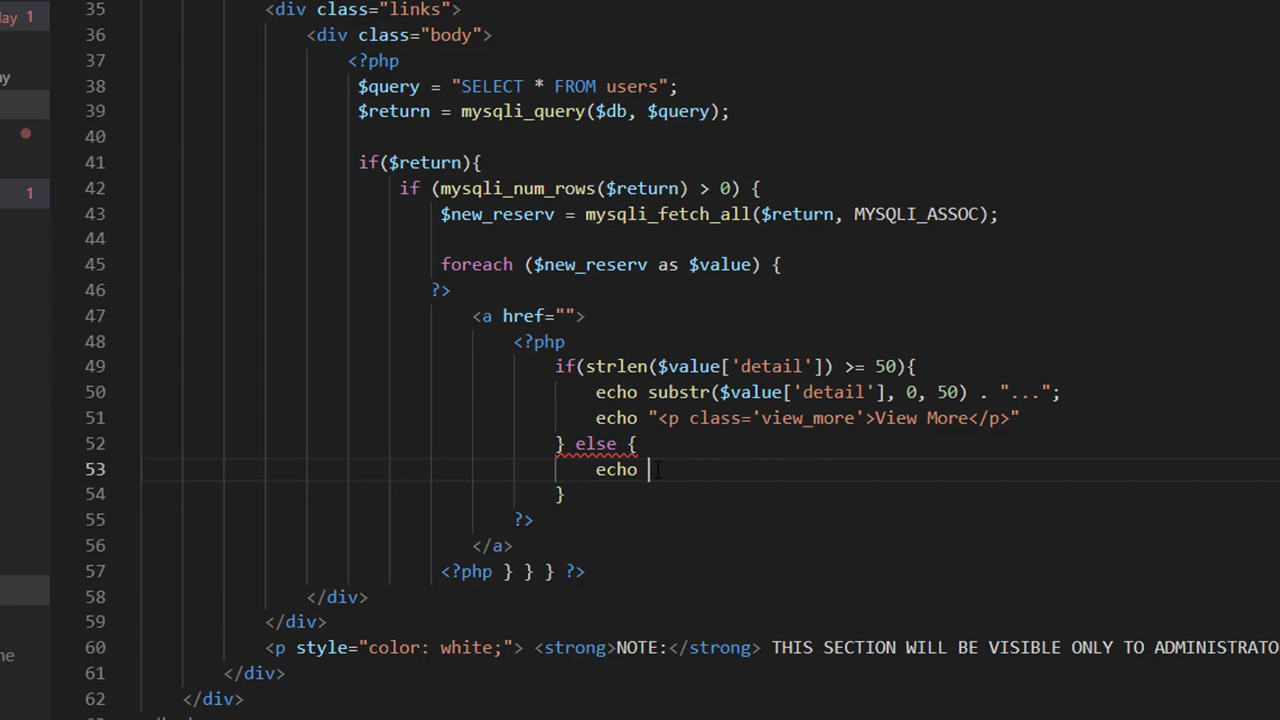 lay 1
35 <div class="links">
36 <div class="body">
37 <?php
38 $query = "SELECT * FROM users";
39 $return = mysqli_query($db, $query);
40
41 if($return){
42 if (mysqli_num_rows($return) > 0) {
43 $new_reserv = mysqli_fetch_all($return, MYSQLI_ASSOC);
44
45 foreach ($new_reserv as $value) {
46 ?>
47 <a href="">
48 <?php
1 49 if(strlen($value['detail']) >= 50){
50 echo substr($value['detail'], 0, 50) . "...";
51 echo "<p class='view_more'>View More</p>"
52 } else {
53 echo
54 }
55 ?>
56 </a>
57 <?php } } } ?>
58 </div>
59 </div>
60 <p style="color: white;"> <strong>NOTE:</strong> THIS SECTION WILL BE VISIBLE ONLY TO ADMINISTRATO
61 </div>
62 </div>